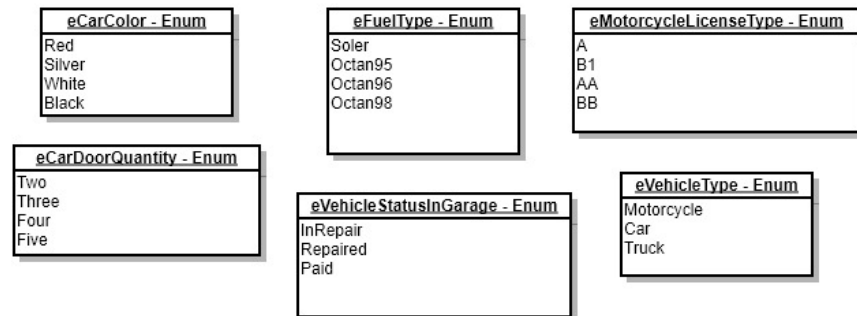 eCarColor - Enum
Red
Silver
White
Black
eFuelType - Enum
Soler
Octan95
Octan96
Octan98
eMotorcycleLicenseType - Enum
A
B1
AA
BB
eCarDoorQuantity - Enum
Two
Three
Four
Five
eVehicleStatusInGarage - Enum
InRepair
Repaired
Paid
eVehicleType - Enum
Motorcycle
Car
Truck